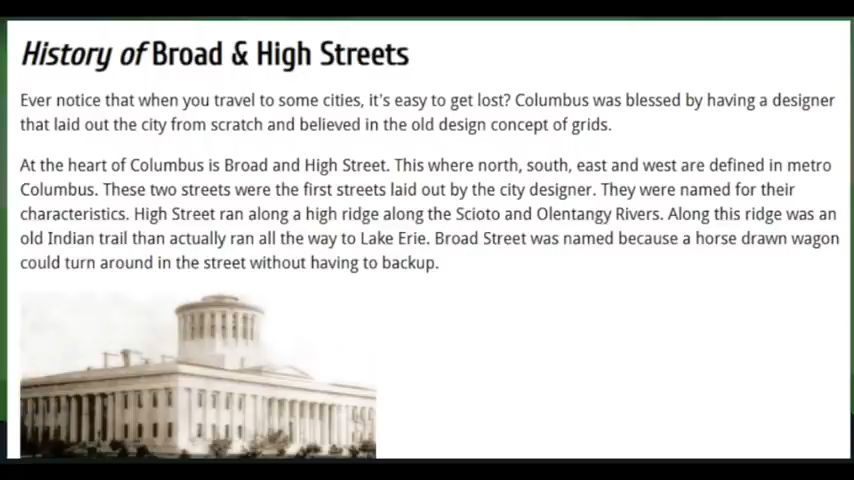 History of Broad & High Streets
Ever notice that when you travel to some cities, it's easy to get lost? Columbus was blessed by having a designer
that laid out the city from scratch and believed in the old design concept of grids.
At the heart of Columbus is Broad and High Street. This where north, south, east and west are defined in metro
Columbus. These two streets were the first streets laid out by the city designer. They were named for their
characteristics. High Street ran along a high ridge along the Scioto and Olentangy Rivers. Along this ridge was an
old Indian trail than actually ran all the way to Lake Erie. Broad Street was named because a horse drawn wagon
could turn around in the street without having to backup.